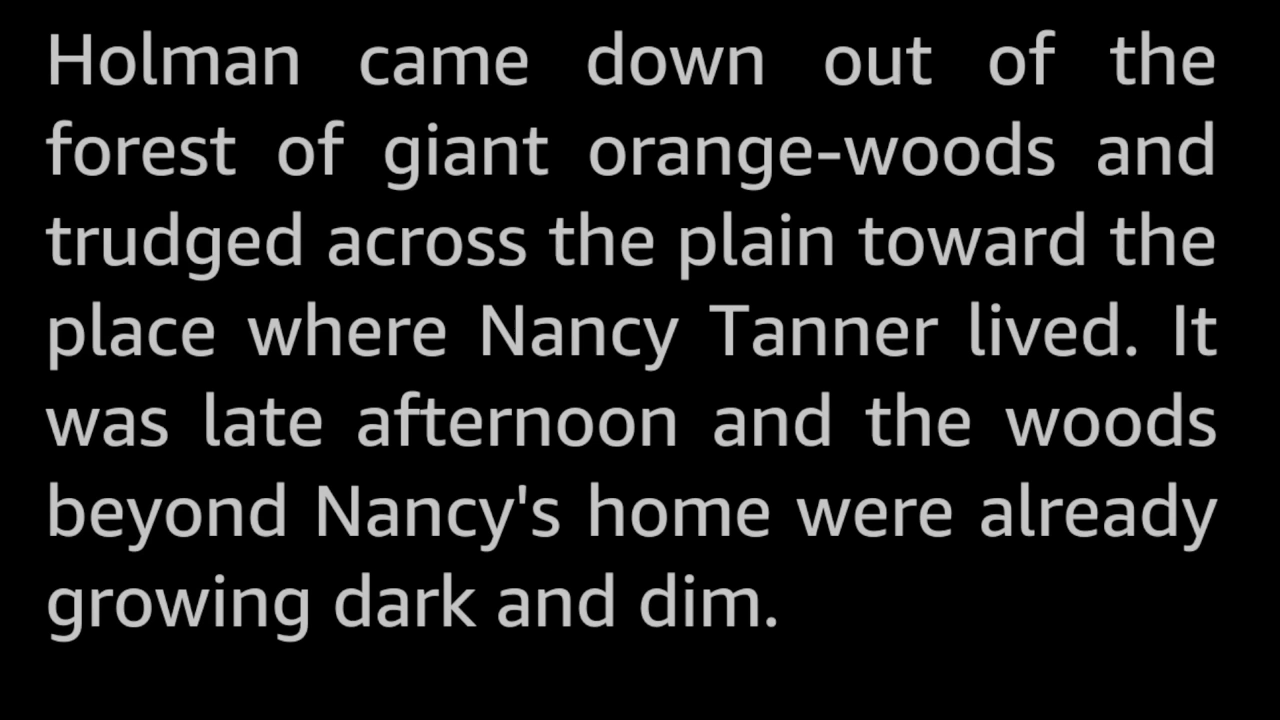 Holman came down out of the
forest of giant orange-woods and
trudged across the plain toward the
place where Nancy Tanner lived. It
was late afternoon and the woods
beyond Nancy's home were already
growing dark and dim.